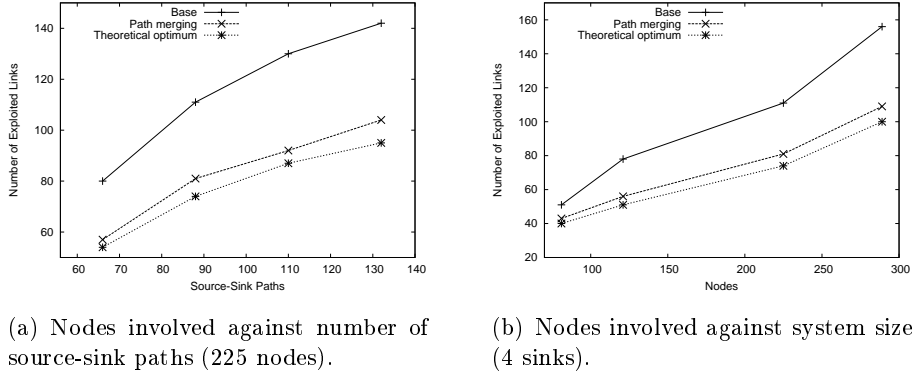 Base
Path merging
Theoretical optimum
140
120
100
80
60
Number of Exploited Links
60 70 80 90 100 110 120 130 140
Source-Sink Paths
(a) Nodes involved against number of
source-sink paths (225 nodes).
Base
Path merging
Theoretical optimum
160
140
120
100
80
60
40
20
Number of Exploited Links
100 150 200 250 300
Nodes
(b) Nodes involved against system size
(4 sinks).